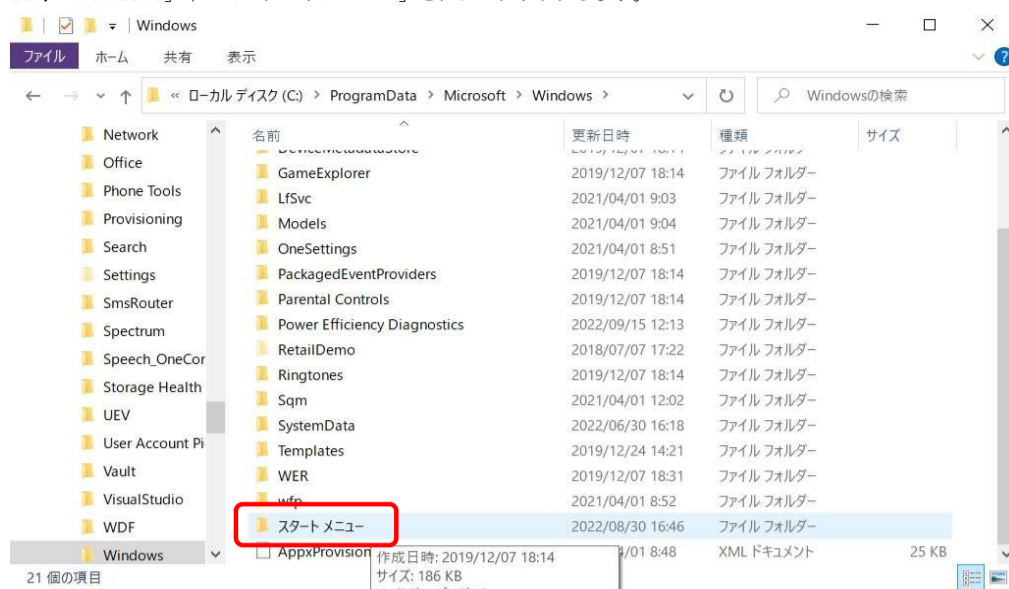 Windows
ファイル ホーム 共有 表示
« ローカル ディスク (C:) > ProgramData > Microsoft > Windows > Windowsの検索
名前 更新日時 種類 サイズ
Network
Office
Phone Tools
Provisioning
Search
Settings
SmsRouter
Spectrum
Speech_OneCor
Storage Health
UEV
User Account Pi
Vault
VisualStudio
WDF
Windows
GameExplorer 2019/12/07 18:14 ファイル フォルダー
LfSvc 2021/04/01 9:03 ファイル フォルダー
Models 2021/04/01 9:04 ファイル フォルダー
OneSettings 2021/04/01 8:51 ファイル フォルダー
PackagedEventProviders 2019/12/07 18:14 ファイル フォルダー
Parental Controls 2019/12/07 18:14 ファイル フォルダー
Power Efficiency Diagnostics 2022/09/15 12:13 ファイル フォルダー
RetailDemo 2018/07/07 17:22 ファイル フォルダー
Ringtones 2019/12/07 18:14 ファイル フォルダー
Sqm 2021/04/01 12:02 ファイル フォルダー
SystemData 2022/06/30 16:18 ファイル フォルダー
Templates 2019/12/24 14:21 ファイル フォルダー
WER 2019/12/07 18:31 ファイル フォルダー
wfp 2021/04/01 8:52 ファイル フォルダー
スタート メニュー 2022/08/30 16:46 ファイル フォルダー
AppxProvision /01 8:48 XML ドキュメント 25 KB
作成日時: 2019/12/07 18:14
サイズ: 186 KB
21 個の項目